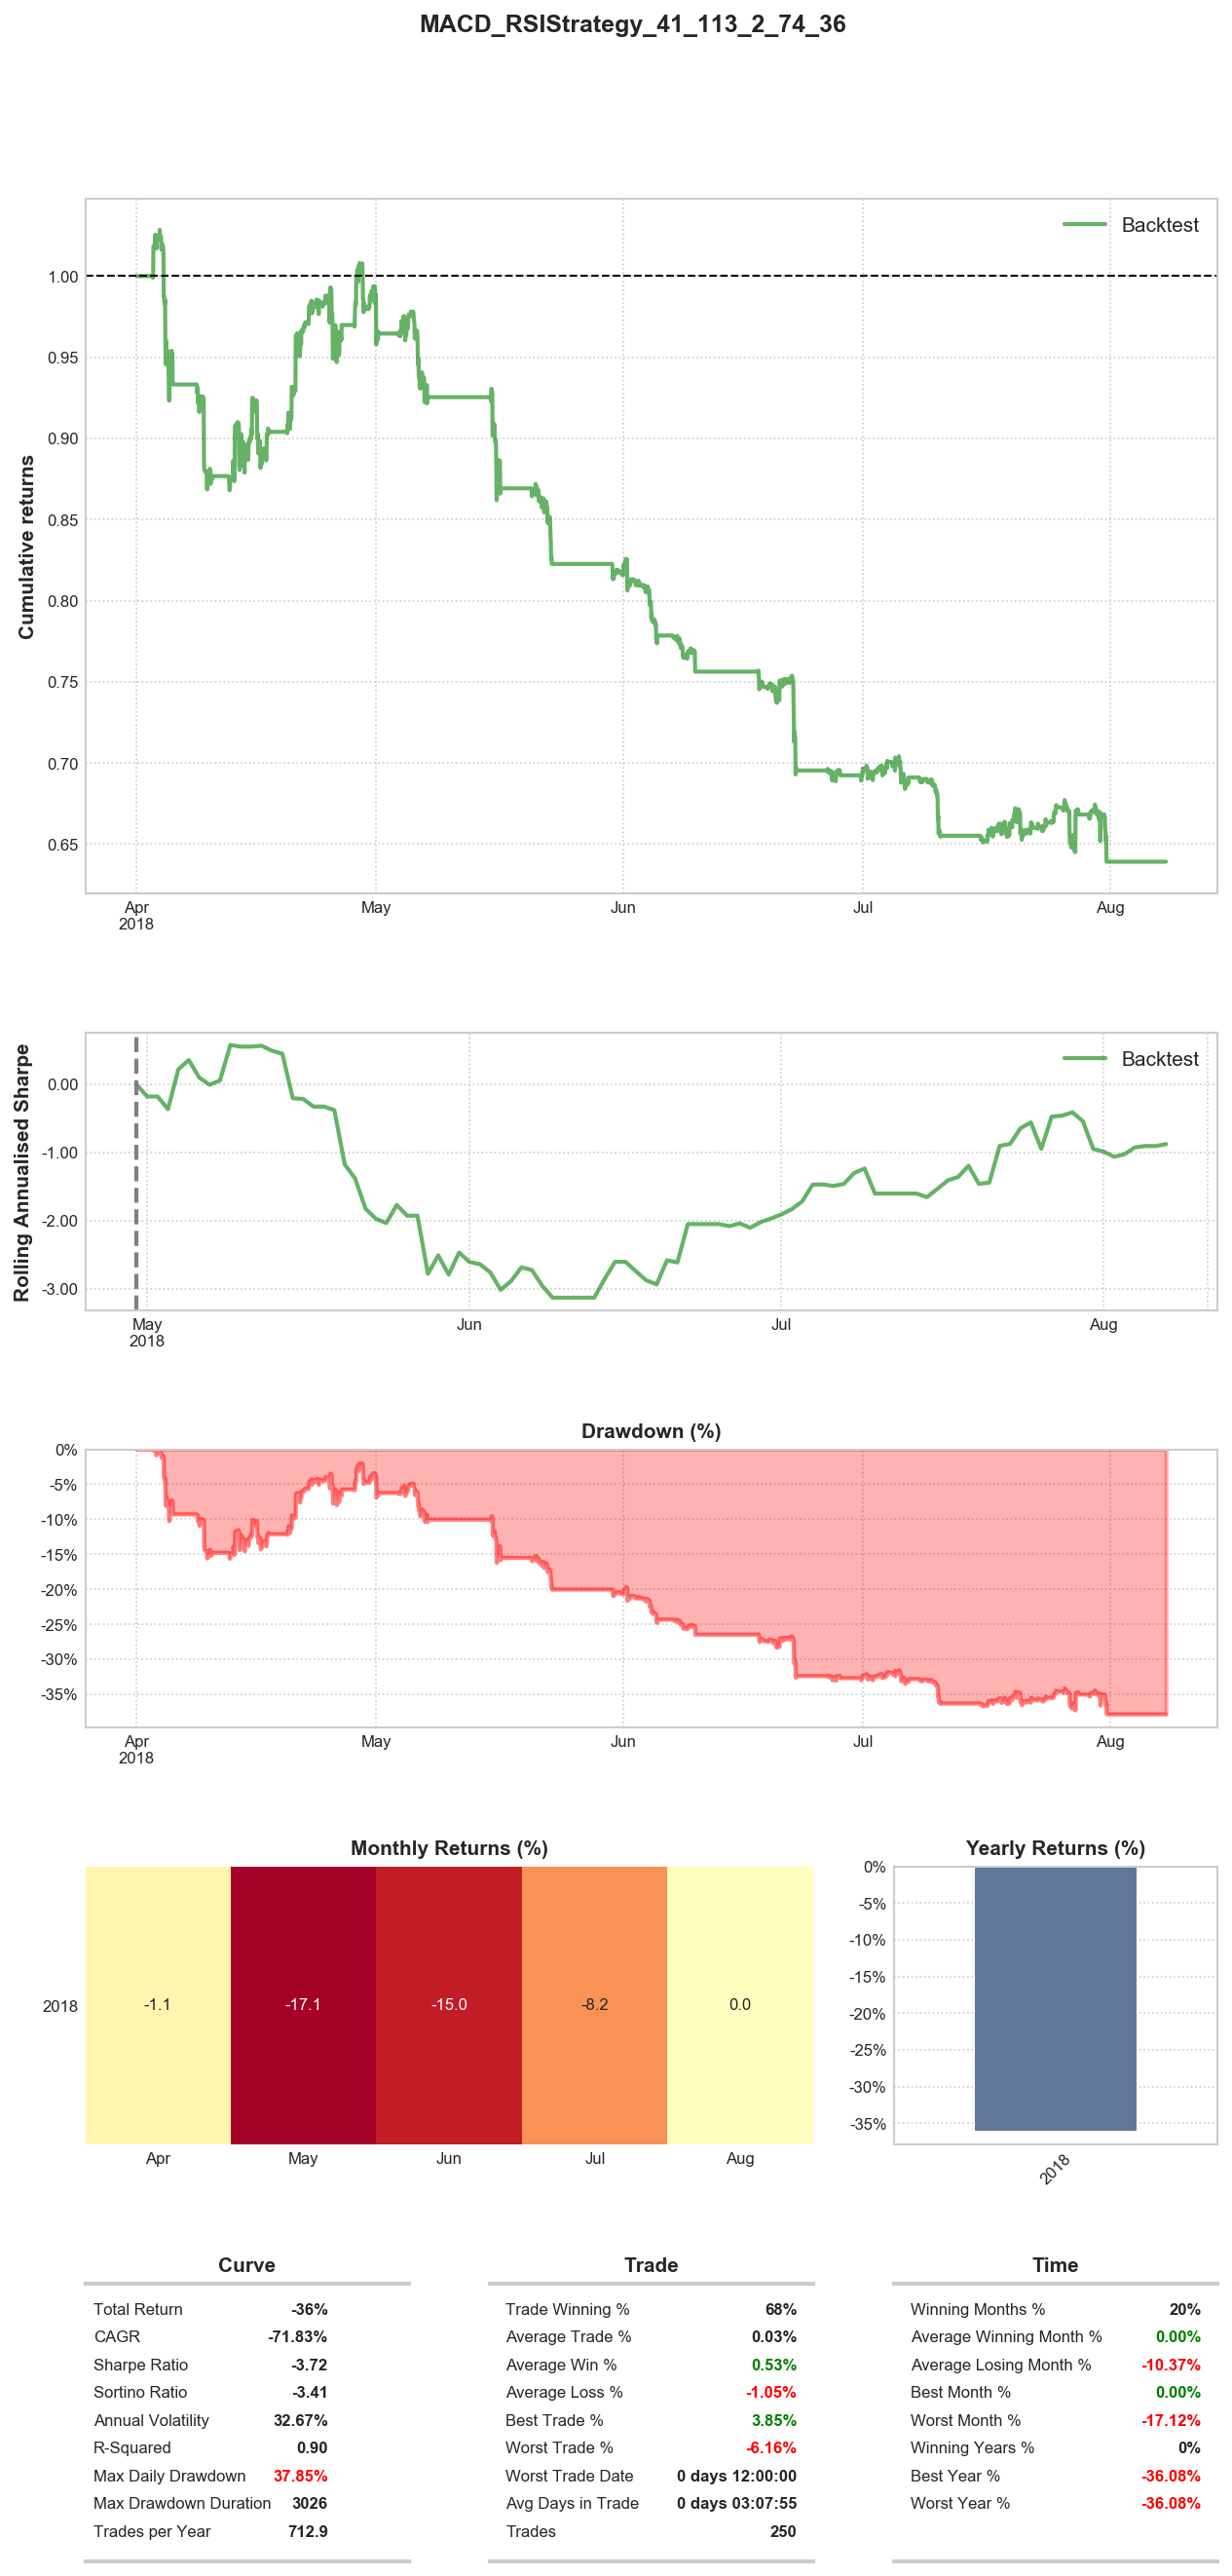 MACD_RSIStrategy_41_113_2_74_36
Backtest
Cumulative returns
1.00
0.95
0.90
0.85
0.80
0.75
0.70
0.65
Apr May Jun Jul Aug
2018
Backtest
Rolling Annualised Sharpe
0.00
-1.00
-2.00
-3.00
May Jun Jul Aug
2018
Drawdown (%)
0%
-5%
-10%
-15%
-20%
-25%
-30%
-35%
Apr May Jun Jul Aug
2018
Monthly Returns (%)
2018 -1.1 -17.1 -15.0 -8.2 0.0
Apr May Jun Jul Aug
Yearly Returns (%)
0%
-5%
-10%
-15%
-20%
-25%
-30%
-35%
2018
Curve
Total Return -36%
CAGR -71.83%
Sharpe Ratio -3.72
Sortino Ratio -3.41
Annual Volatility 32.67%
R-Squared 0.90
Max Daily Drawdown 37.85%
Max Drawdown Duration 3026
Trades per Year 712.9
Trade
Trade Winning % 68%
Average Trade % 0.03%
Average Win % 0.53%
Average Loss % -1.05%
Best Trade % 3.85%
Worst Trade % -6.16%
Worst Trade Date 0 days 12:00:00
Avg Days in Trade 0 days 03:07:55
Trades 250
Time
Winning Months % 20%
Average Winning Month % 0.00%
Average Losing Month % -10.37%
Best Month % 0.00%
Worst Month % -17.12%
Winning Years % 0%
Best Year % -36.08%
Worst Year % -36.08%